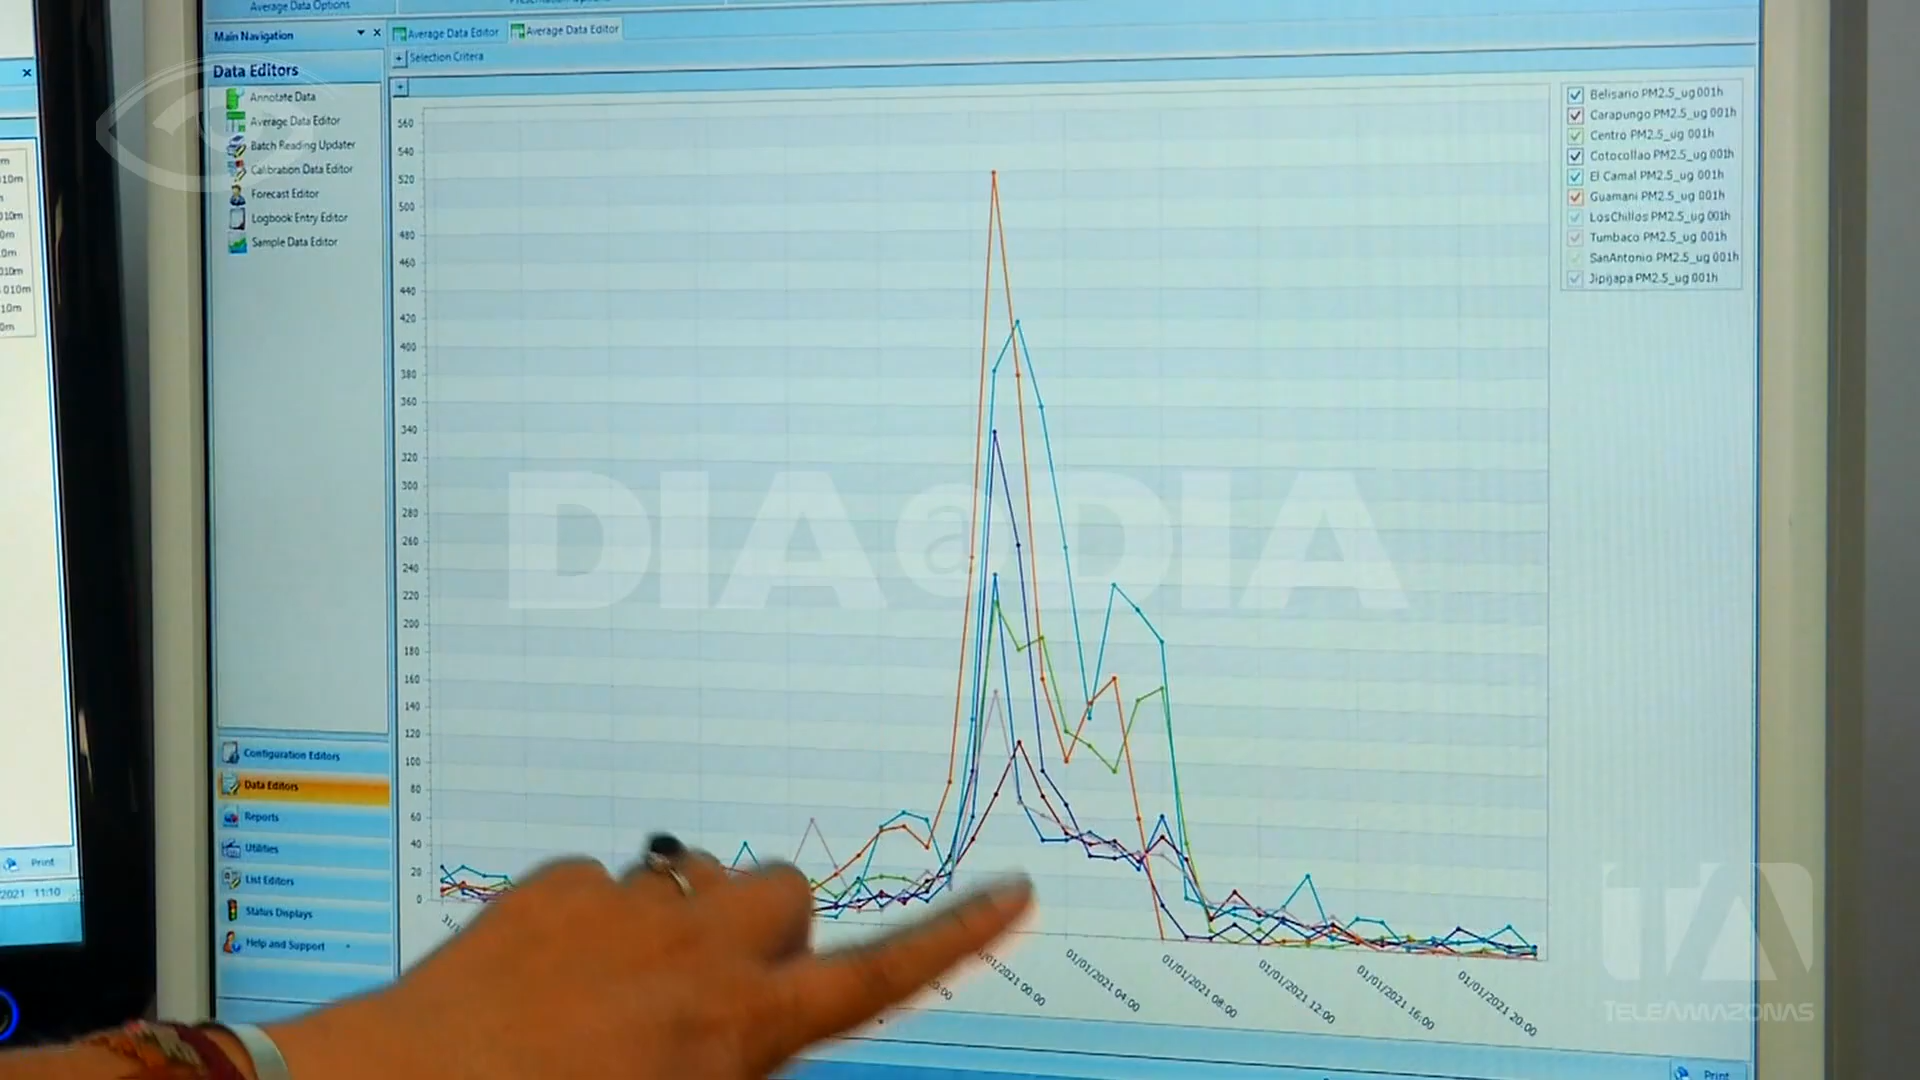 Average Data Options
Main Navigation
Average Data Editor
Average Data Editor
Selection Critera
Data Editors
Annotate Data
Average Data Editor
Batch Reading Updater
Calibration Data Editor
Forecast Editor
Logbook Entry Editor
Sample Data Editor
Configuration Editors
Data Editors
Reports
Utilities
List Editors
Status Displays
Help and Support
560
540
520
500
480
460
440
420
400
380
360
340
320
300
280
260
240
220
200
180
160
140
120
100
80
60
40
20
0
01/01/2021 04:00
01/01/2021 08:00
01/01/2021 12:00
01/01/2021 16:00
01/01/2021 20:00
Belisario PM2.5_ug 001h
Carapungo PM2.5_ug 001h
Centro PM2.5_ug 001h
Cotocollao PM2.5_ug 001h
El Camal PM2.5_ug 001h
Guamani PM2.5_ug 001h
LosChillos PM2.5_ug 001h
Tumbaco PM2.5_ug 001h
SanAntonio PM2.5_ug 001h
Jipijapa PM2.5_ug 001h
DIA@DIA
TA
TELEAMAZONAS
Print
2021 11:10
Print